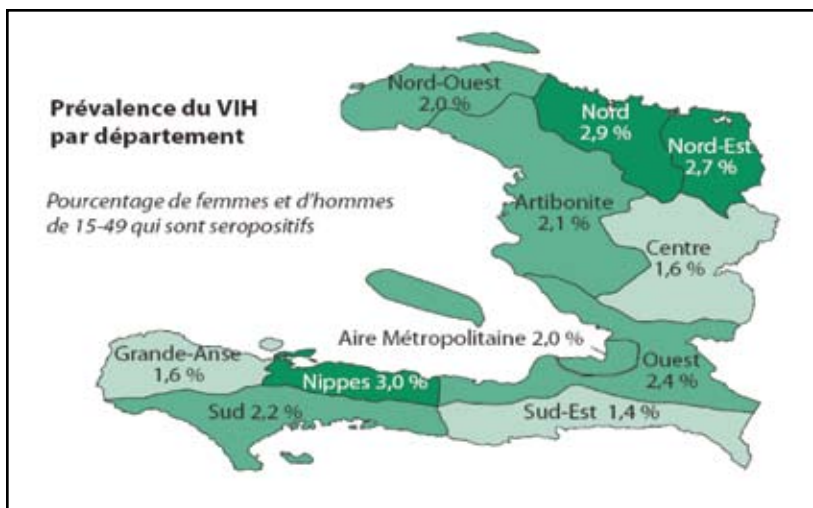 Prévalence du VIH
par département
Pourcentage de femmes et d'hommes
de 15-49 qui sont seropositifs
Nord-Ouest
2,0 %
Nord
2,9 %
Nord-Est
2,7 %
Artibonite
2,1 %
Centre
1,6 %
Aire Métropolitaine 2,0 %
Ouest
2,4 %
Grande-Anse
1,6 %
Nippes 3,0 %
Sud 2,2 %
Sud-Est 1,4 %